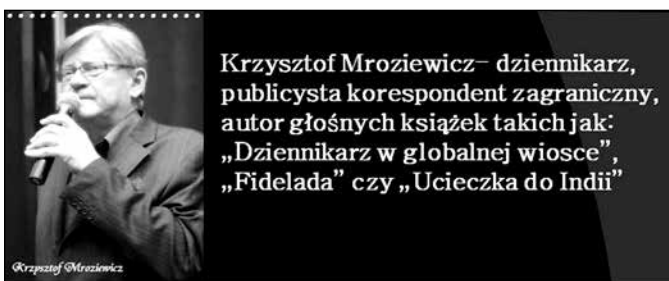 Krzysztof Mroziewicz– dziennikarz,
publicysta korespondent zagraniczny,
autor głośnych książek takich jak:
„Dziennikarz w globalnej wiosce”,
„Fidelada” czy „Ucieczka do Indii”
Krzysztof Mroziewicz